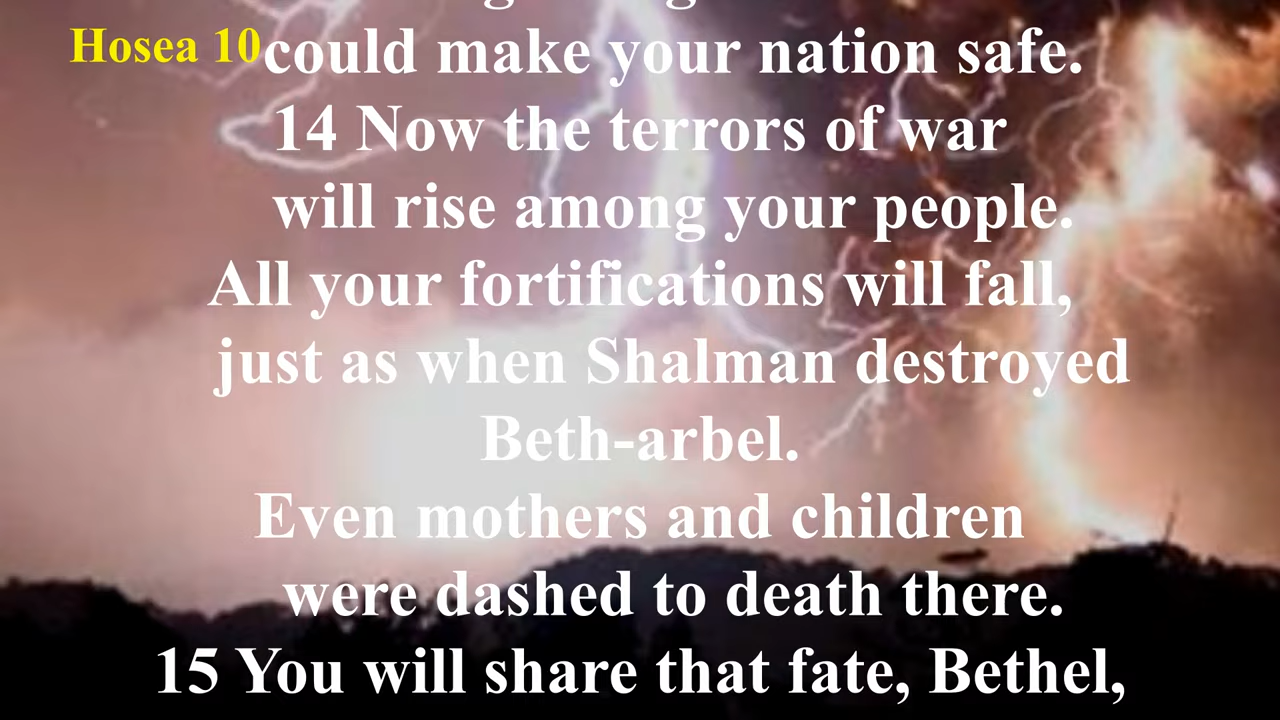 Hosea 10
could make your nation safe.
14 Now the terrors of war
will rise among your people.
All your fortifications will fall,
just as when Shalman destroyed
Beth-arbel.
Even mothers and children
were dashed to death there.
15 You will share that fate, Bethel,